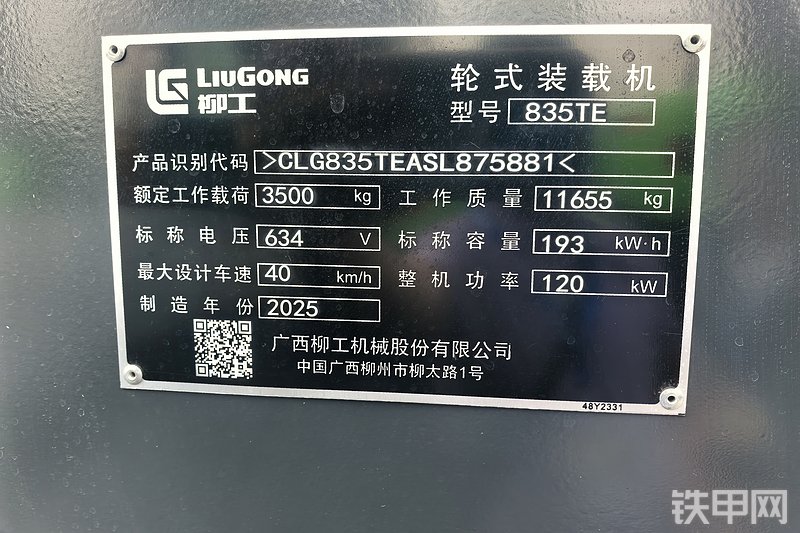 LIUGONG 轮式装载机
柳工 型号 835TE
产品识别代码 >CLG835TEASL875881<
额定工作载荷 3500 kg 工作质量 11655 kg
标称电压 634 V 标称容量 193 kW·h
最大设计车速 40 km/h 整机功率 120 kW
制造年份 2025
广西柳工机械股份有限公司
中国广西柳州市柳太路1号
48Y2331
铁甲网